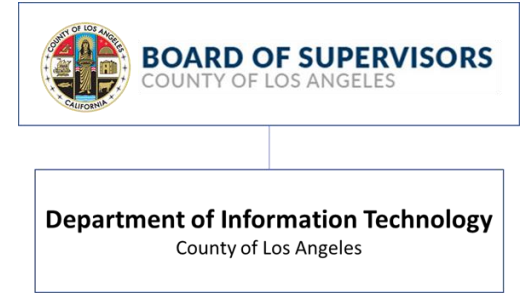 COUNTY OF LOS ANGELES
CALIFORNIA
BOARD OF SUPERVISORS
COUNTY OF LOS ANGELES
Department of Information Technology
County of Los Angeles